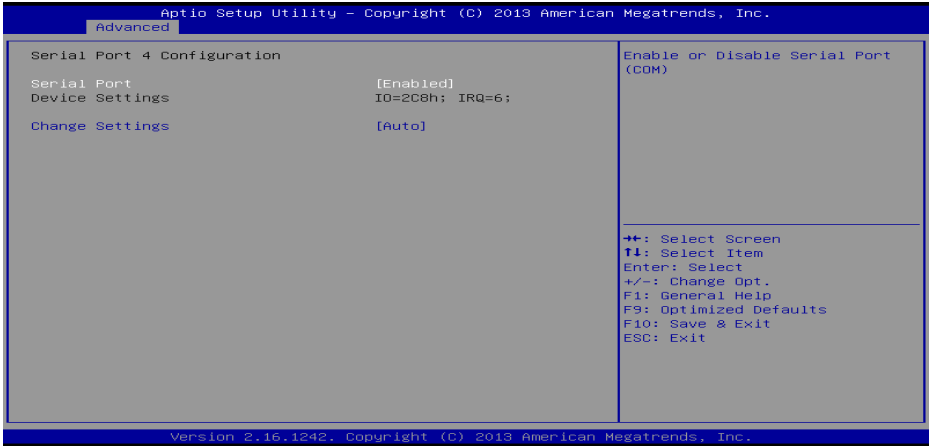 Aptio Setup Utility – Copyright (C) 2013 American Megatrends, Inc.
Advanced
Serial Port 4 Configuration
Serial Port [Enabled]
Device Settings IO=2C8h; IRQ=6;
Change Settings [Auto]
Enable or Disable Serial Port
(COM)
→←: Select Screen
↑↓: Select Item
Enter: Select
+/-: Change Opt.
F1: General Help
F9: Optimized Defaults
F10: Save & Exit
ESC: Exit
Version 2.16.1242. Copyright (C) 2013 American Megatrends, Inc.